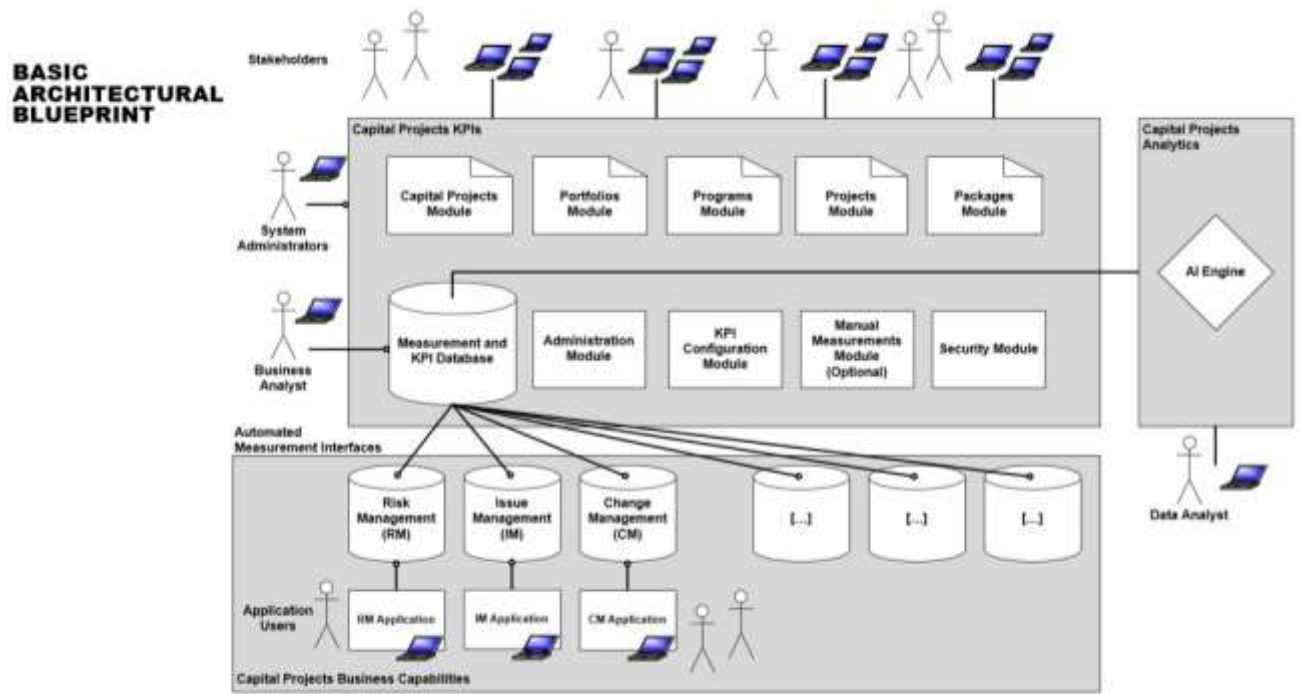 BASIC
ARCHITECTURAL
BLUEPRINT
Stakeholders
Capital Projects KPIs
Capital Projects
Analytics
Capital Projects
Module
Portfolios
Module
Programs
Module
Projects
Module
Packages
Module
System
Administrators
AI Engine
Measurement and
KPI Database
Administration
Module
KPI
Configuration
Module
Manual
Measurements
Module
(Optional)
Security Module
Business
Analyst
Automated
Measurement Interfaces
Risk
Management
(RM)
Issue
Management
(IM)
Change
Management
(CM)
[...]
[...]
[...]
Data Analyst
Application
Users
RM Application
IM Application
CM Application
Capital Projects Business Capabilities